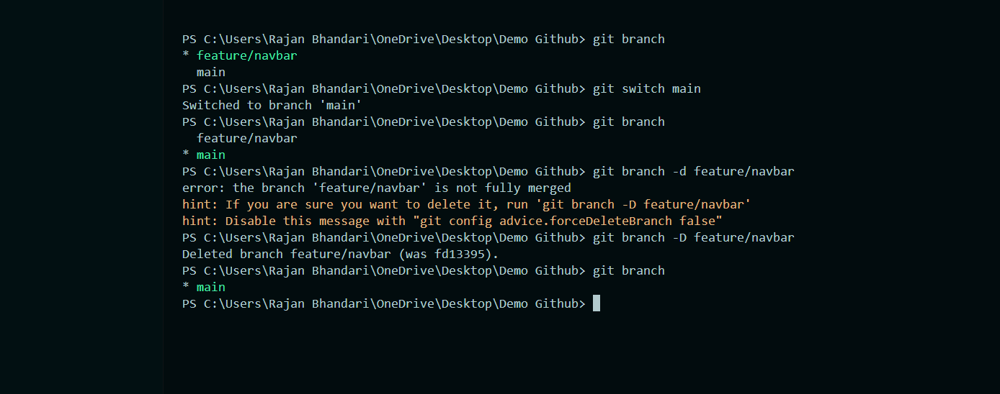 PS C:\Users\Rajan Bhandari\OneDrive\Desktop\Demo Github> git branch
* feature/navbar
  main
PS C:\Users\Rajan Bhandari\OneDrive\Desktop\Demo Github> git switch main
Switched to branch 'main'
PS C:\Users\Rajan Bhandari\OneDrive\Desktop\Demo Github> git branch
  feature/navbar
* main
PS C:\Users\Rajan Bhandari\OneDrive\Desktop\Demo Github> git branch -d feature/navbar
error: the branch 'feature/navbar' is not fully merged
hint: If you are sure you want to delete it, run 'git branch -D feature/navbar'
hint: Disable this message with "git config advice.forceDeleteBranch false"
PS C:\Users\Rajan Bhandari\OneDrive\Desktop\Demo Github> git branch -D feature/navbar
Deleted branch feature/navbar (was fd13395).
PS C:\Users\Rajan Bhandari\OneDrive\Desktop\Demo Github> git branch
* main
PS C:\Users\Rajan Bhandari\OneDrive\Desktop\Demo Github>